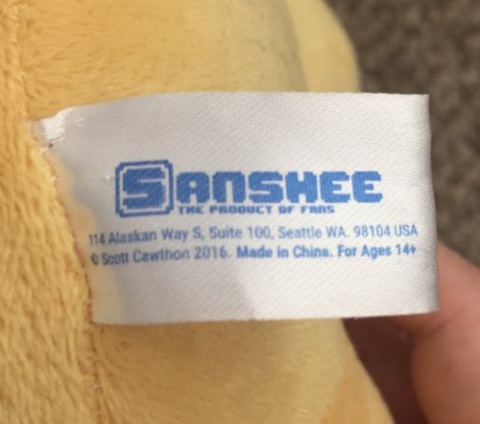 SANSHEE
THE PRODUCT OF FANS
114 Alaskan Way S, Suite 100, Seattle WA. 98104 USA
© Scott Cawthon 2016. Made in China. For Ages 14+